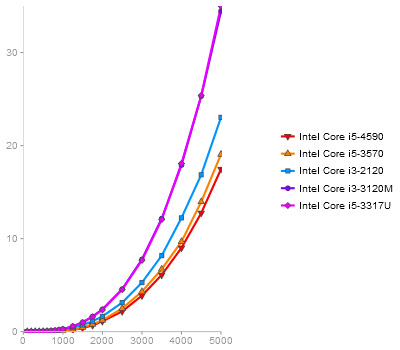 30
20
10
0
0 1000 2000 3000 4000 5000
Intel Core i5-4590
Intel Core i5-3570
Intel Core i3-2120
Intel Core i3-3120M
Intel Core i5-3317U